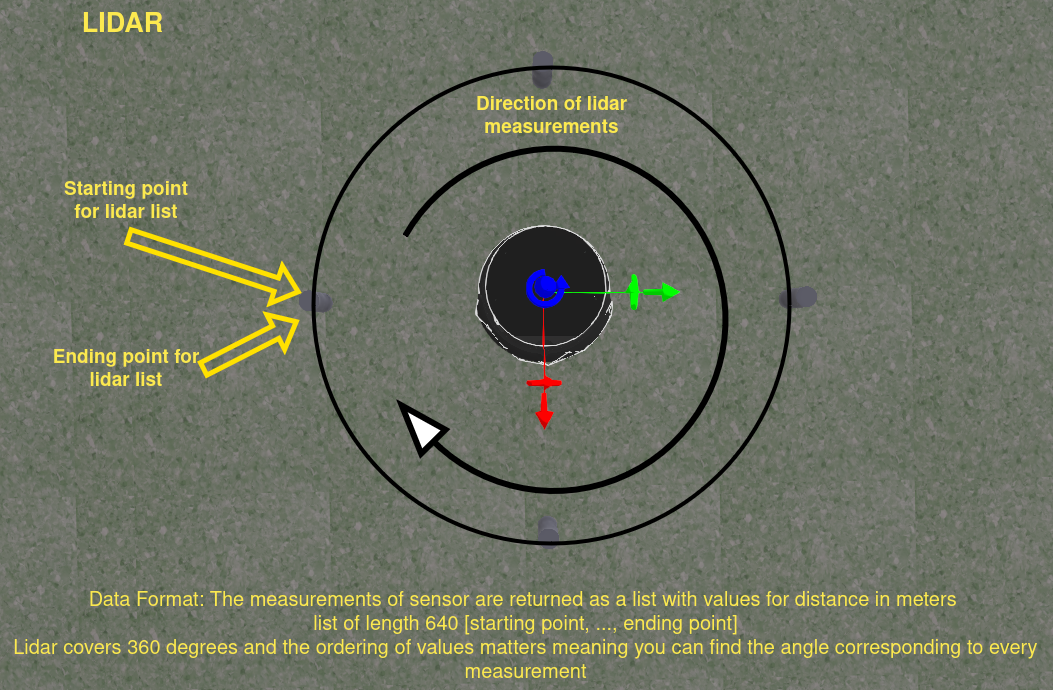 LIDAR
Direction of lidar
measurements
Starting point
for lidar list
Ending point for
lidar list
Data Format: The measurements of sensor are returned as a list with values for distance in meters
list of length 640 [starting point, ..., ending point]
Lidar covers 360 degrees and the ordering of values matters meaning you can find the angle corresponding to every
measurement